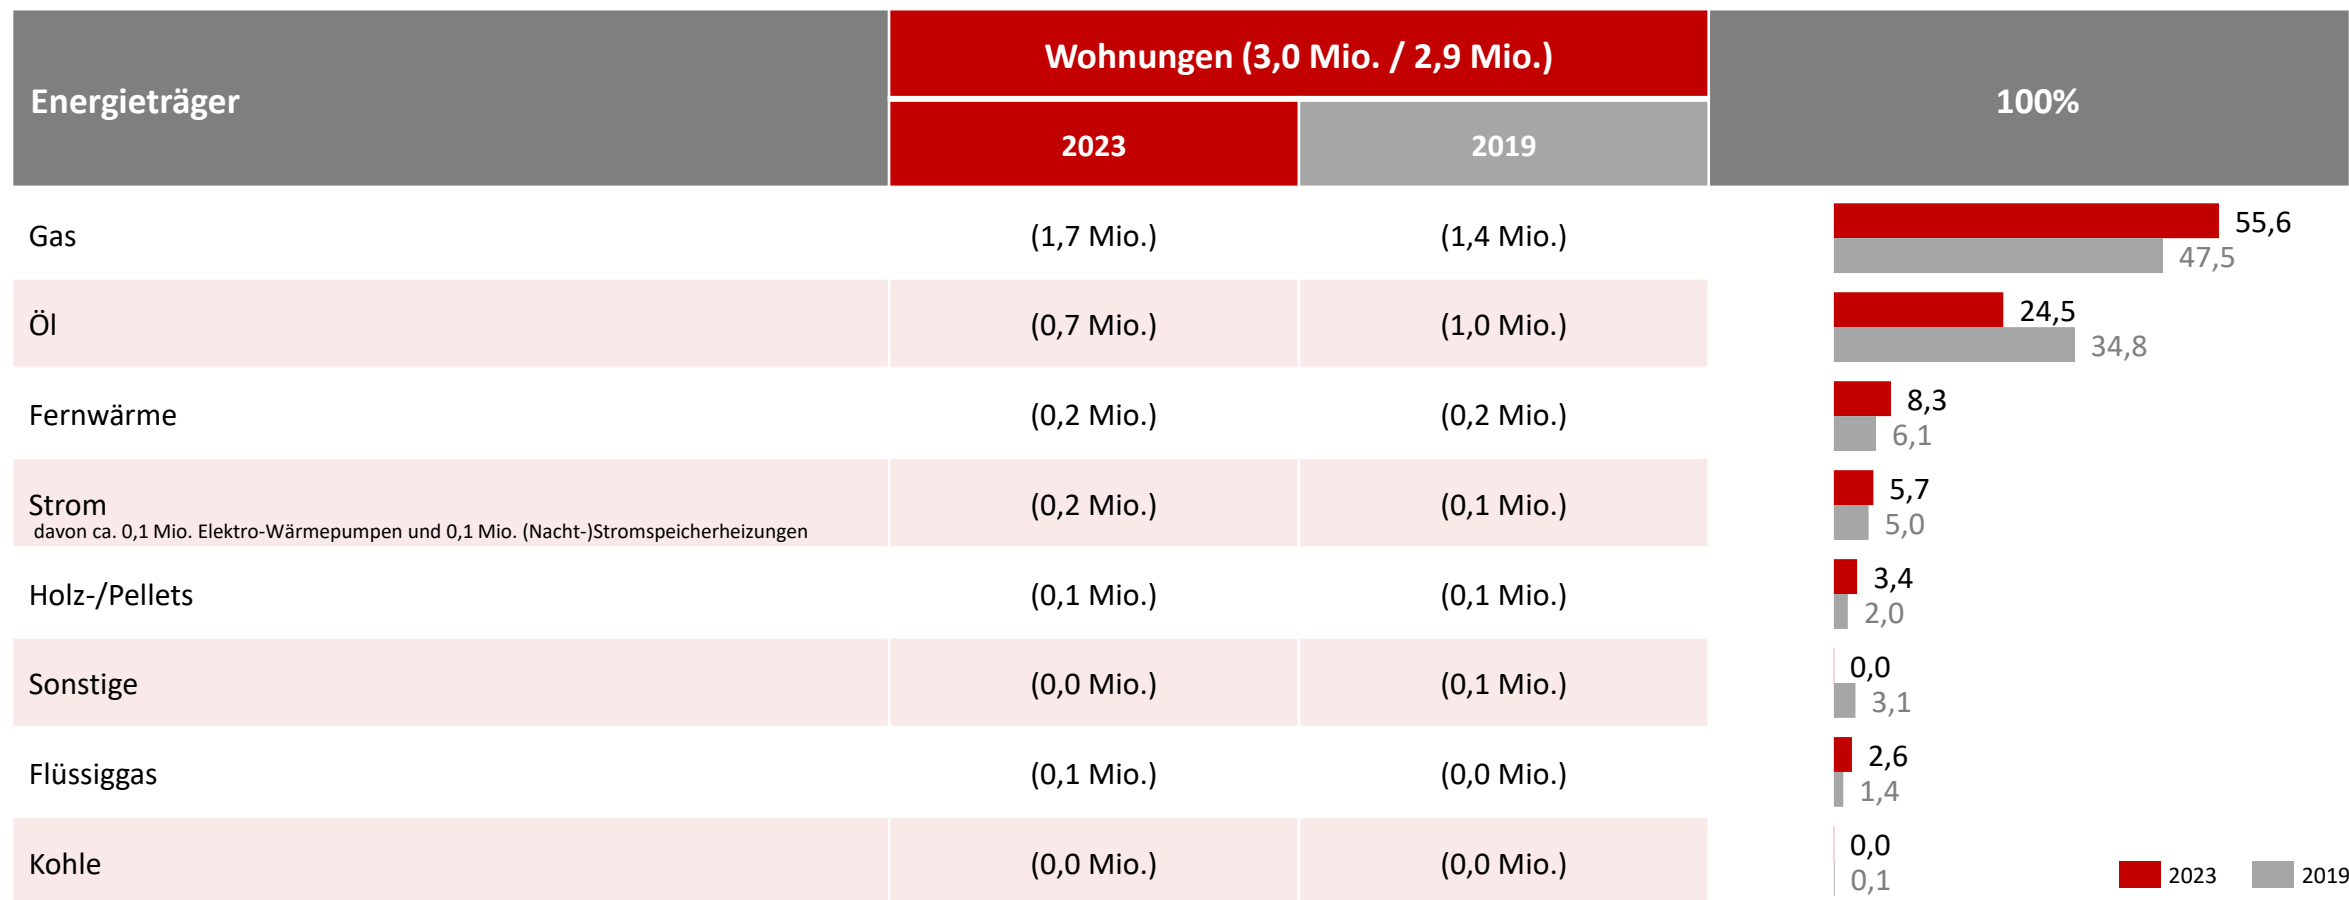 Energieträger
Wohnungen (3,0 Mio. / 2,9 Mio.)
2023
2019
100%
Gas
(1,7 Mio.)
(1,4 Mio.)
55,6
47,5
Öl
(0,7 Mio.)
(1,0 Mio.)
24,5
34,8
Fernwärme
(0,2 Mio.)
(0,2 Mio.)
8,3
6,1
Strom
davon ca. 0,1 Mio. Elektro-Wärmepumpen und 0,1 Mio. (Nacht-)Stromspeicherheizungen
(0,2 Mio.)
(0,1 Mio.)
5,7
5,0
Holz-/Pellets
(0,1 Mio.)
(0,1 Mio.)
3,4
2,0
Sonstige
(0,0 Mio.)
(0,1 Mio.)
0,0
3,1
Flüssiggas
(0,1 Mio.)
(0,0 Mio.)
2,6
1,4
Kohle
(0,0 Mio.)
(0,0 Mio.)
0,0
0,1
2023
2019